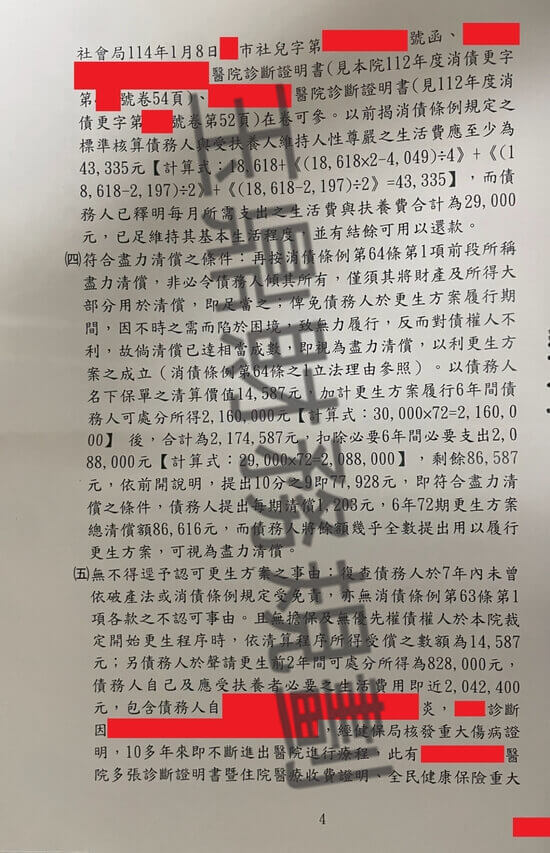 社會局114年1月8日 市社兒字第 號函、
醫院診斷證明書(見本院112年度消債更字
第 號卷54頁)、 醫院診斷證明書(見112年度消
債更字第 號卷第52頁)在卷可參。以前揭消債條例規定之
標準核算債務人與受扶養人維持人性尊嚴之生活費應至少為
43,335元【計算式:18,618+《(18,618×2-4,049)÷4》+《(1
8,618-2,197)÷2》+《(18,618-2,197)÷2》=43,335】,而債
務人已釋明每月所需支出之生活費與扶養費合計為29,000
元,已足維持其基本生活程度,並有結餘可用以還款。
㈣符合盡力清償之條件:再按消債條例第64條第1項前段所稱
盡力清償,非必令債務人傾其所有,僅須其將財產及所得大
部分用於清償,即足當之;俾免債務人於更生方案履行期
間,因不時之需而陷於困境,致無力履行,反而對債權人不
利,故倘清償已達相當成數,即視為盡力清償,以利更生方
案之成立(消債條例第64條之1立法理由參照)。以債務人
名下保單之清算價值14,587元,加計更生方案履行6年間債
務人可處分所得2,160,000元【計算式:30,000x72=2,160,0
00】 後,合計為2,174,587元,扣除必要6年間必要支出2,0
88,000元【計算式:29,000x72=2,088,000】,剩餘86,587
元,依前開說明,提出10分之9即77,928元,即符合盡力清
償之條件,債務人提出每期清償1,203元,6年72期更生方案
總清償額86,616元,而債務人將餘額幾乎全數提出用以履行
更生方案,可視為盡力清償。
㈤無不得逕予認可更生方案之事由:復查債務人於7年內未曾
依破產法或消債條例規定受免責,亦無消債條例第63條第1
項各款之不認可事由。且無擔保及無優先權債權人於本院裁
定開始更生程序時,依清算程序所得受償之數額為14,587
元;另債務人於聲請更生前2年間可處分所得為828,000元,
債務人自己及應受扶養者必要之生活費用即近2,042,400
元,包含債務人自 炎, 診斷
因 ,經健保局核發重大傷病證
明,10多年來即不斷進出醫院進行療程,此有 醫
院多張診斷證明書暨住院醫療收費證明、全民健康保險重大
4